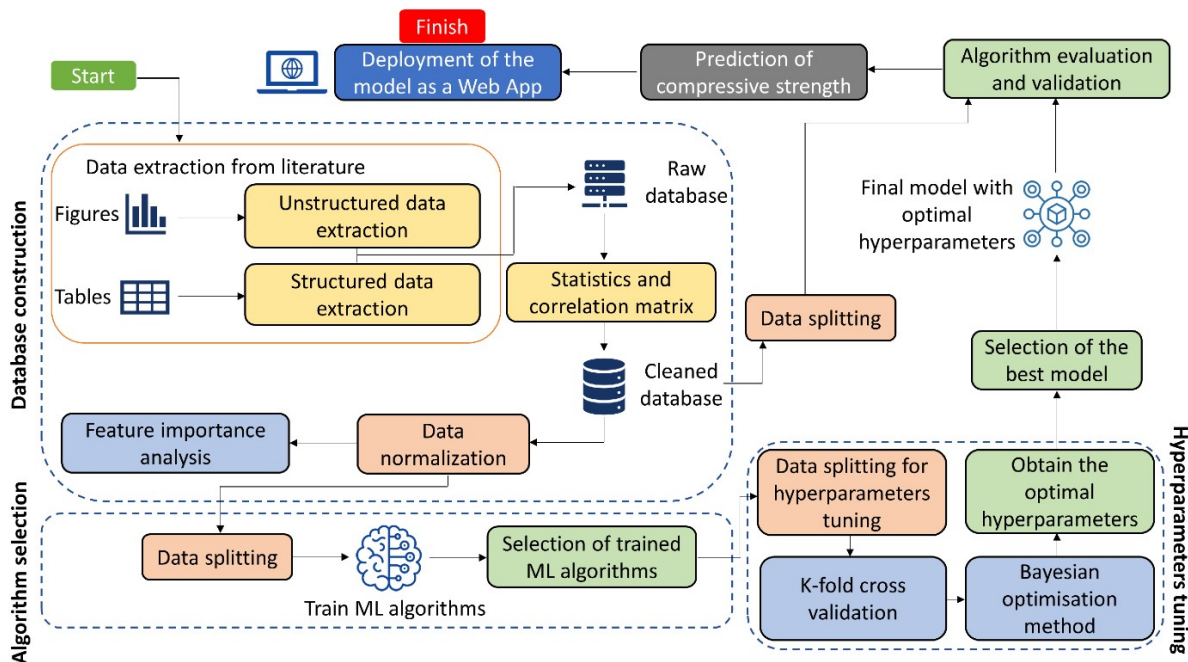 Finish
Start
Deployment of the
model as a Web App
Prediction of
compressive strength
Algorithm evaluation
and validation
Database construction
Data extraction from literature
Figures
Unstructured data
extraction
Tables
Structured data
extraction
Raw
database
Statistics and
correlation matrix
Cleaned
database
Data splitting
Final model with
optimal
hyperparameters
Selection of the
best model
Feature importance
analysis
Data
normalization
Algorithm selection
Data splitting
Train ML algorithms
Selection of trained
ML algorithms
Hyperparameters tuning
Data splitting for
hyperparameters
tuning
Obtain the
optimal
hyperparameters
K-fold cross
validation
Bayesian
optimisation
method